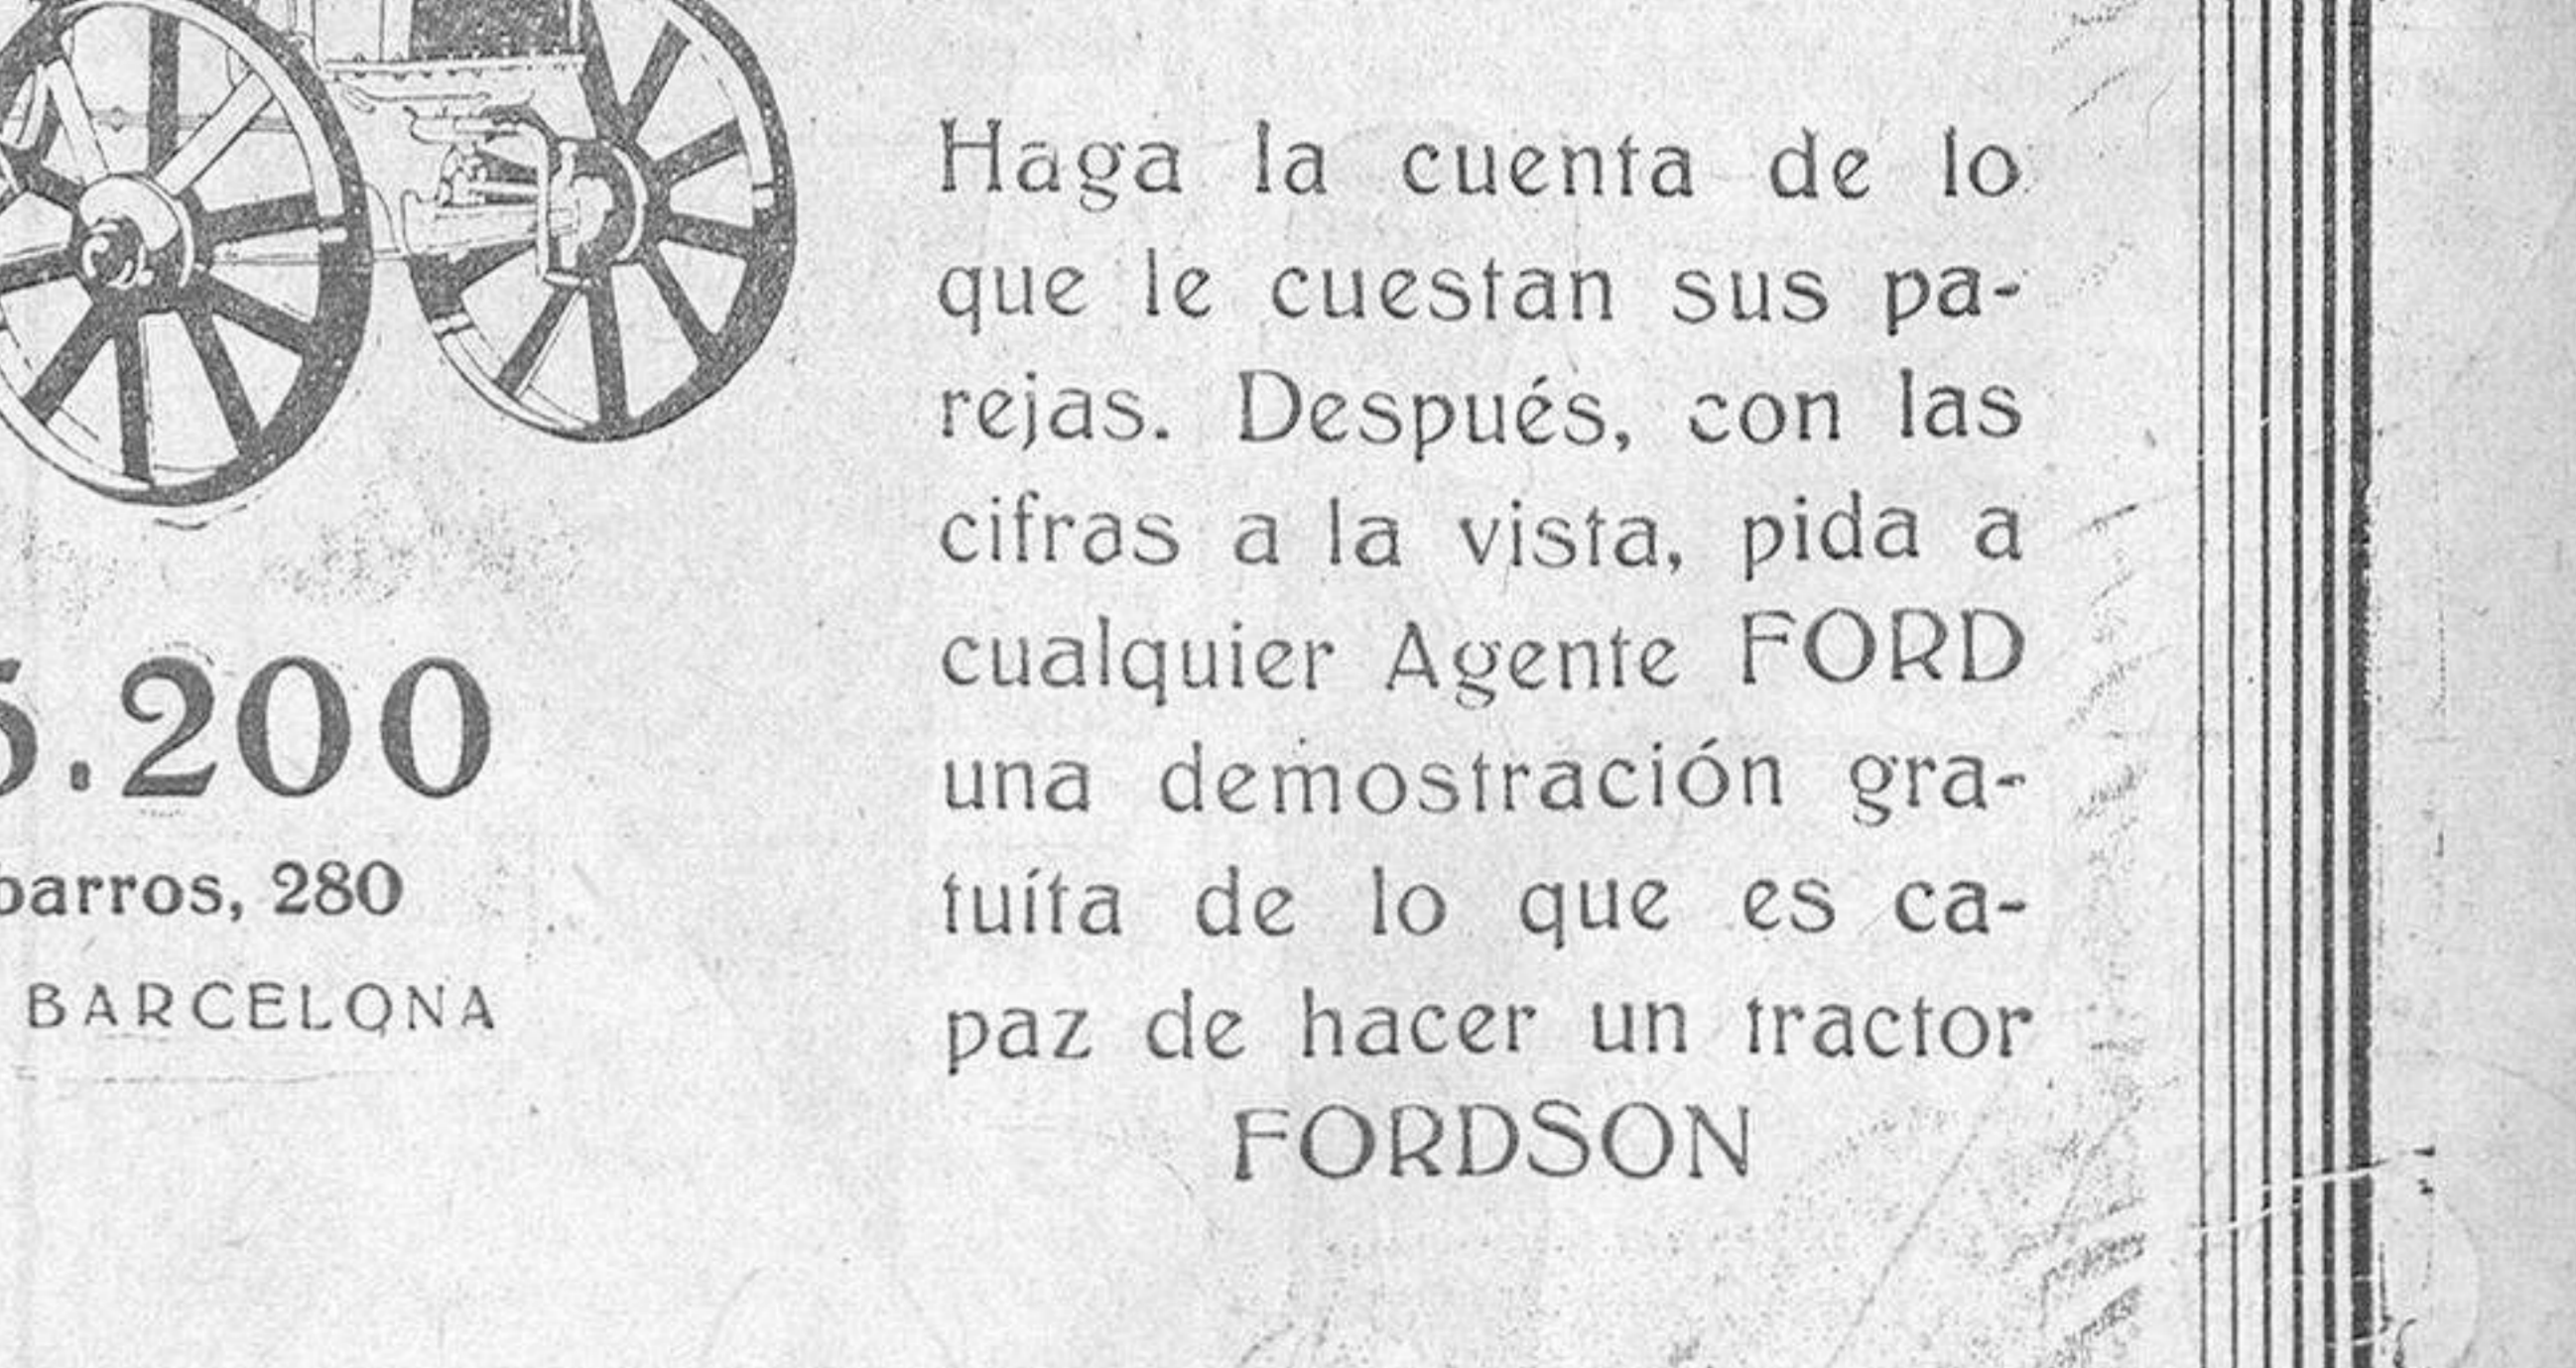 .200
barros, 280
BARCELONA
Haga la cuenta de lo
que le cuestan sus pa-
rejas. Después, con las
cifras a la vista, pida a
cualquier Agente FORD
una demostración gra-
tuíta de lo que es ca-
paz de hacer un tractor
FORDSON